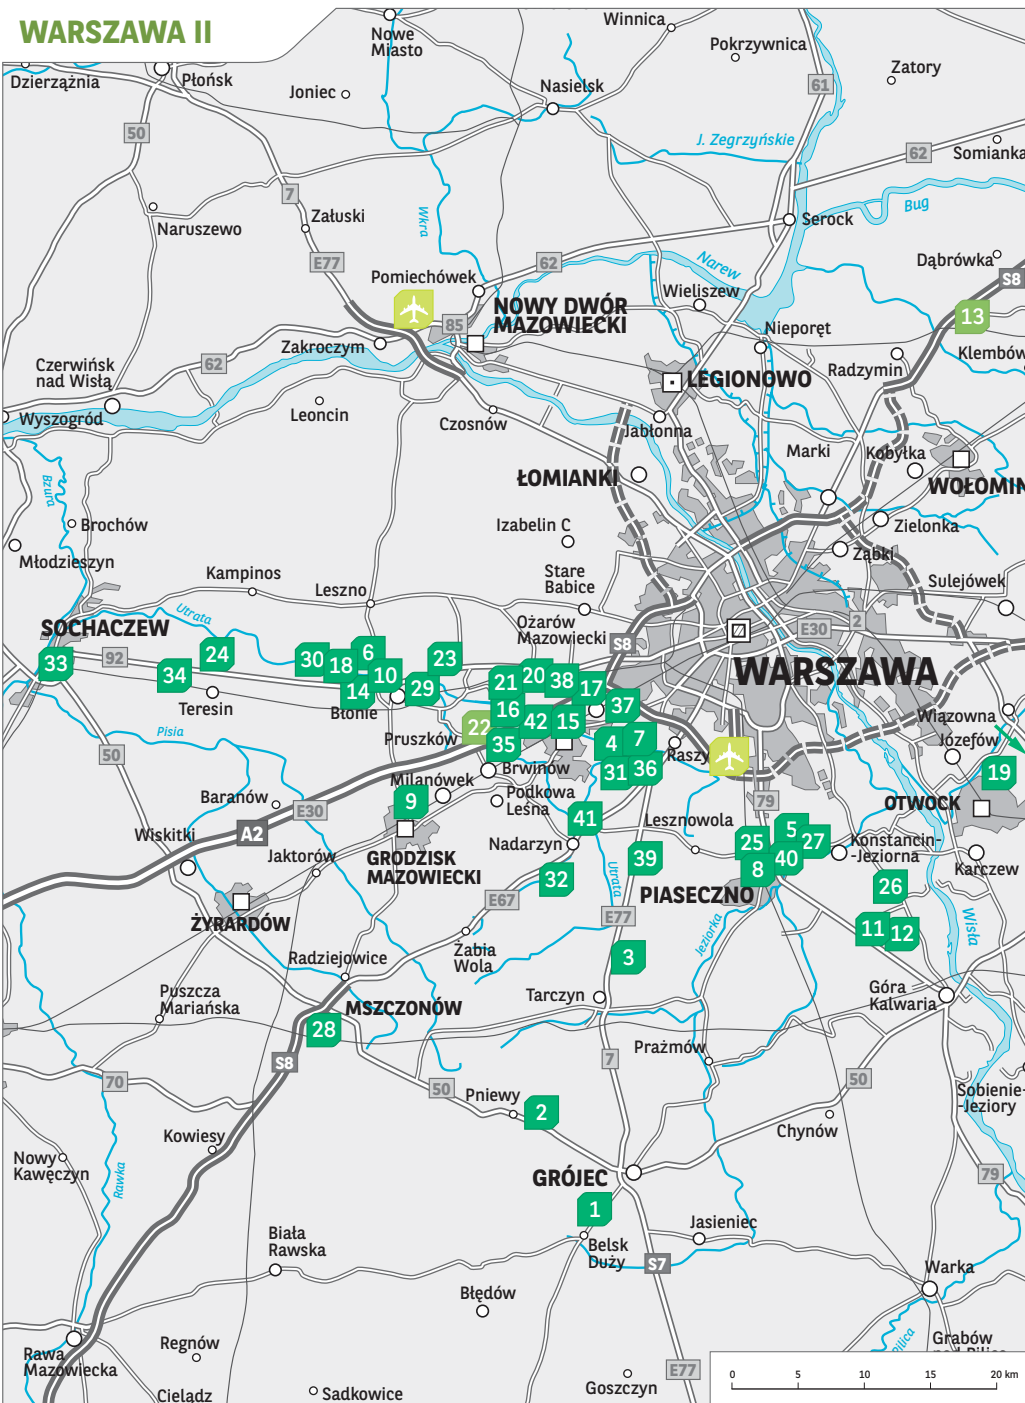 WARSZAWA II
Winnica
Nowe
Miasto
Pokrzywnica
Dzierzążnia
Płońsk
Joniec
Nasielsk
61
Zatory
50
J. Zegrzyńskie
62
Somianka
7
Załuski
Naruszewo
Wkra
Serock
Bug
E77
62
Narew
Dąbrówka
S8
Pomiechówek
Wieliszew
NOWY DWÓR
MAZOWIECKI
85
13
Nieporęt
Zakroczym
62
Radzymin
Klembów
Czerwińsk
nad Wisłą
LEGIONOWO
Wyszogród
Leoncin
Czosnów
Jabłonna
Marki
Kobyłka
ŁOMIANKI
WOŁOMIN
Bzura
Brochów
Izabelin C
Zielonka
Młodzieszyn
Ząbki
Kampinos
Leszno
Stare
Babice
Sulejówek
Utrata
SOCHACZEW
Ożarów
Mazowiecki
S8
E30
2
33
92
34
24
30
18
6
10
14
23
29
21
20
38
17
WARSZAWA
Teresin
Błonie
16
42
15
37
22
35
4
7
31
36
Wiązowna
Pisia
Pruszków
Raszy
Józefów
50
Brwinów
Milanówek
19
Baranów
E30
9
Podkowa
Leśna
79
OTWOCK
Wiskitki
A2
41
Lesznowola
25
5
27
Konstancin-
-Jeziorna
Jaktorów
Nadarzyn
39
8
40
GRODZISK
MAZOWIECKI
Karczew
32
Utrata
PIASECZNO
26
E67
ŻYRARDÓW
E77
Jeziorka
11
12
Wisła
Radziejowice
Żabia
Wola
3
Puszcza
Mariańska
MSZCZONÓW
Tarczyn
Góra
Kalwaria
28
S8
Prażmów
7
70
50
50
Pniewy
2
Sobienie-
-Jeziory
Chynów
Kowiesy
Nowy
Kawęczyn
Rawka
GRÓJEC
79
1
Biała
Rawska
Belsk
Duży
Jasieniec
S7
Warka
Błędów
Rawa
Mazowiecka
Regnów
Pilica
Grabów
E77
Goszczyn
Cielądz
Sadkowice
0
5
10
15
20 km